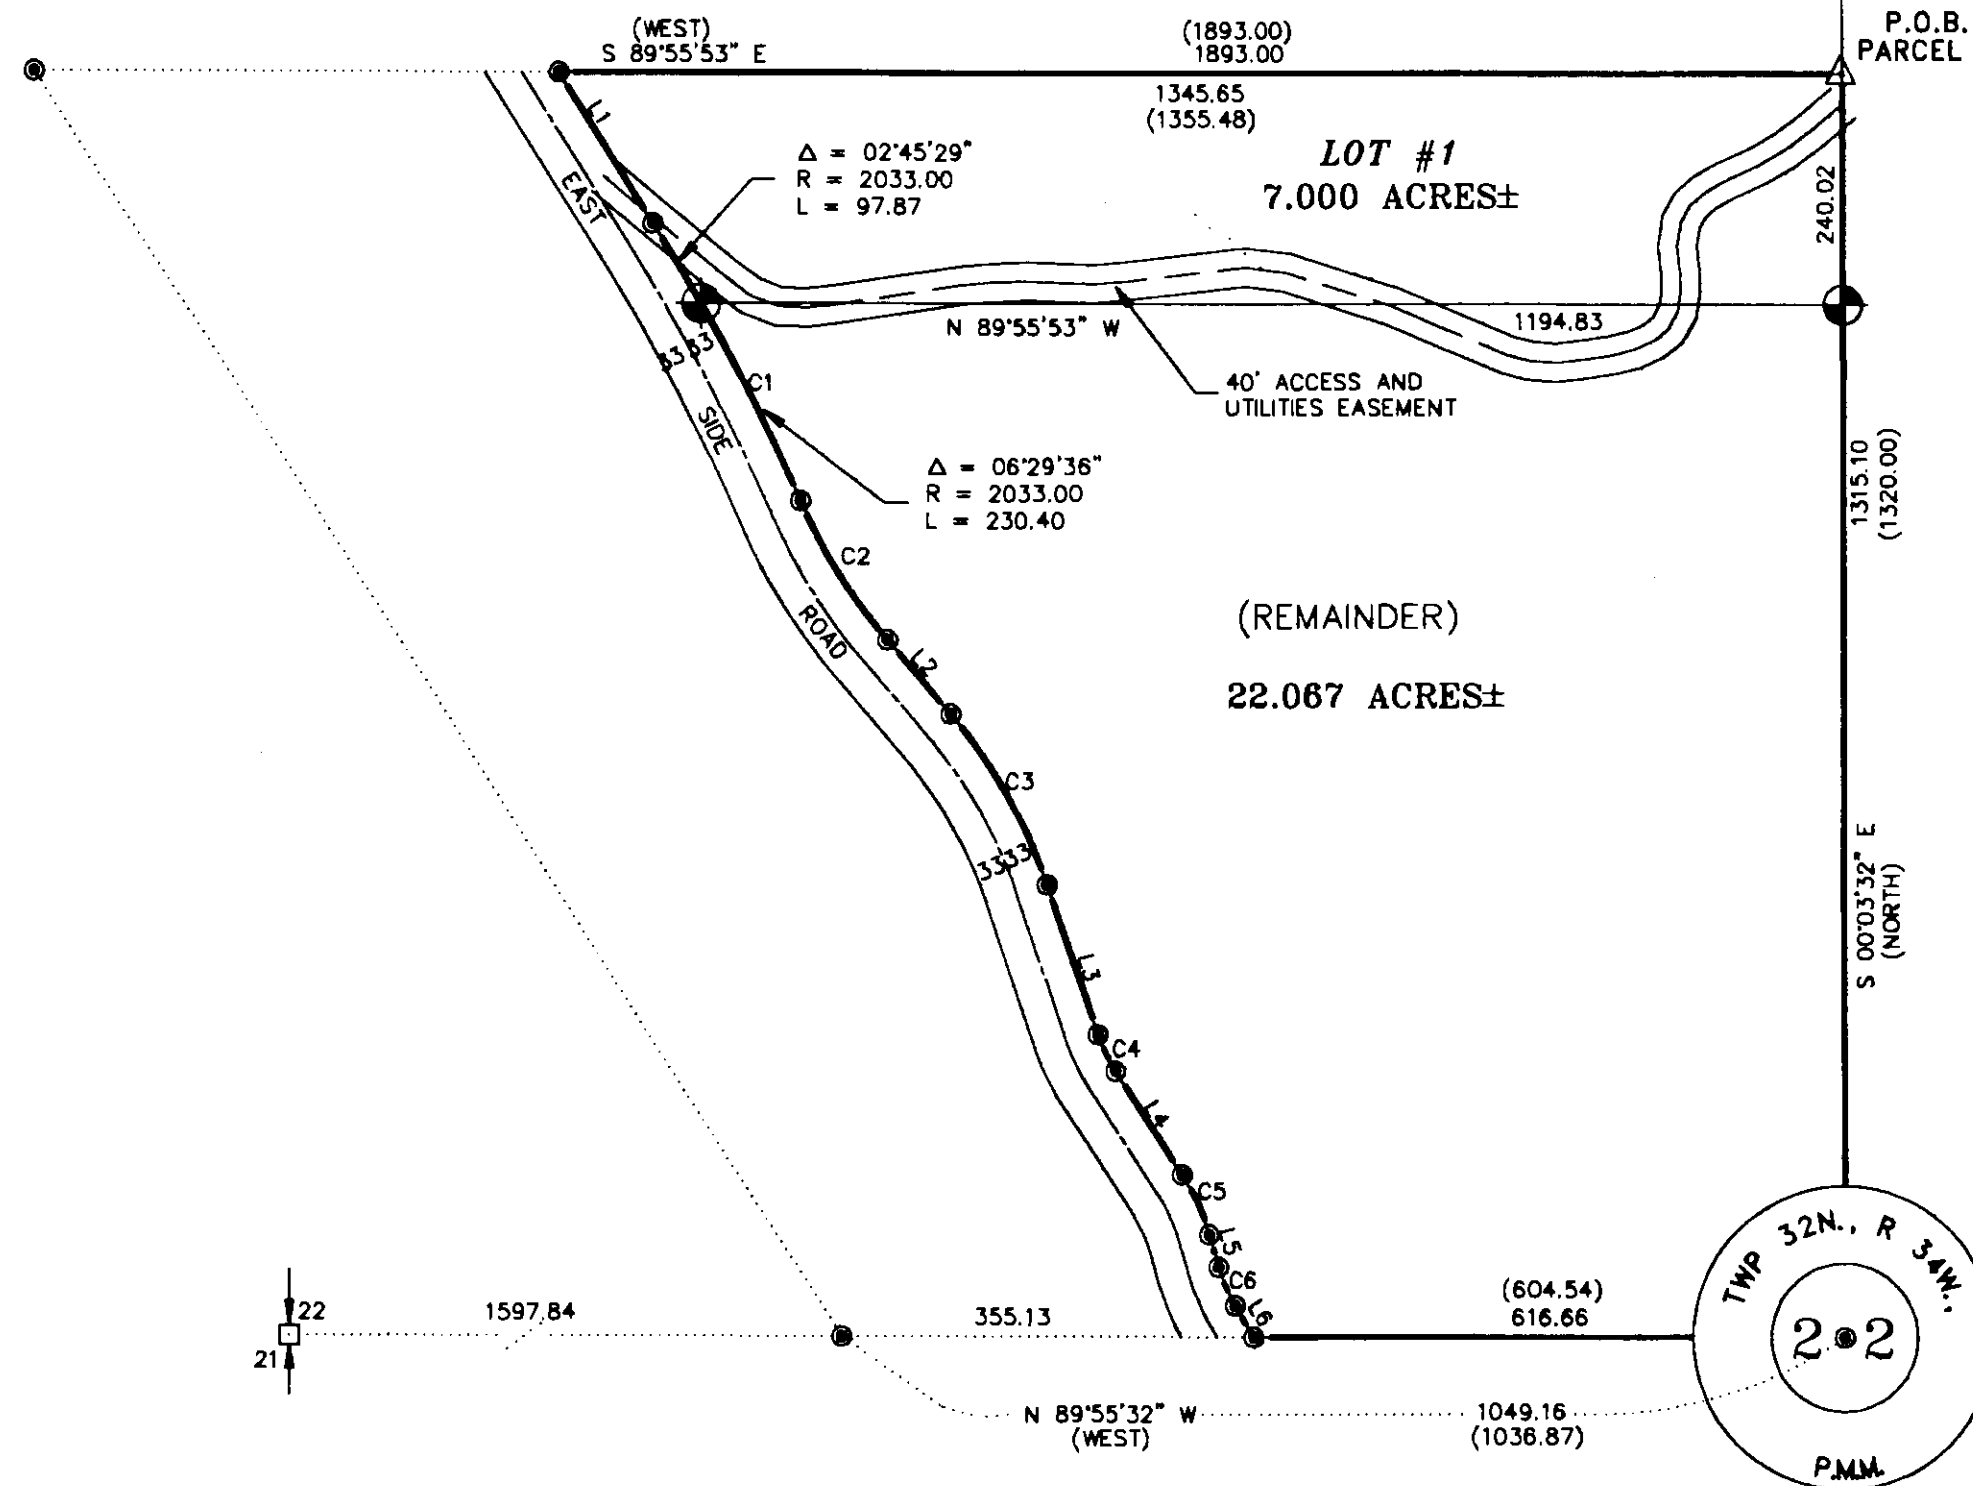 (WEST)
S 89°55'53" E
(1893.00)
1893.00
P.O.B.
PARCEL
1345.65
(1355.48)
L1
LOT #1
7.000 ACRES±
Δ = 02°45'29"
R = 2033.00
L = 97.87
240.02
EAST
N 89°55'53" W
1194.83
33 33
C1
40' ACCESS AND
UTILITIES EASEMENT
SIDE
Δ = 06°29'36"
R = 2033.00
L = 230.40
1315.10
(1320.00)
C2
ROAD
L2
(REMAINDER)
22.067 ACRES±
C3
33 33
S 00°03'32" E
(NORTH)
L3
C4
L4
C5
L5
C6
L6
22
21
1597.84
355.13
(604.54)
616.66
TWP 32N., R 34W.,
22
P.M.M.
N 89°55'32" W
(WEST)
1049.16
(1036.87)